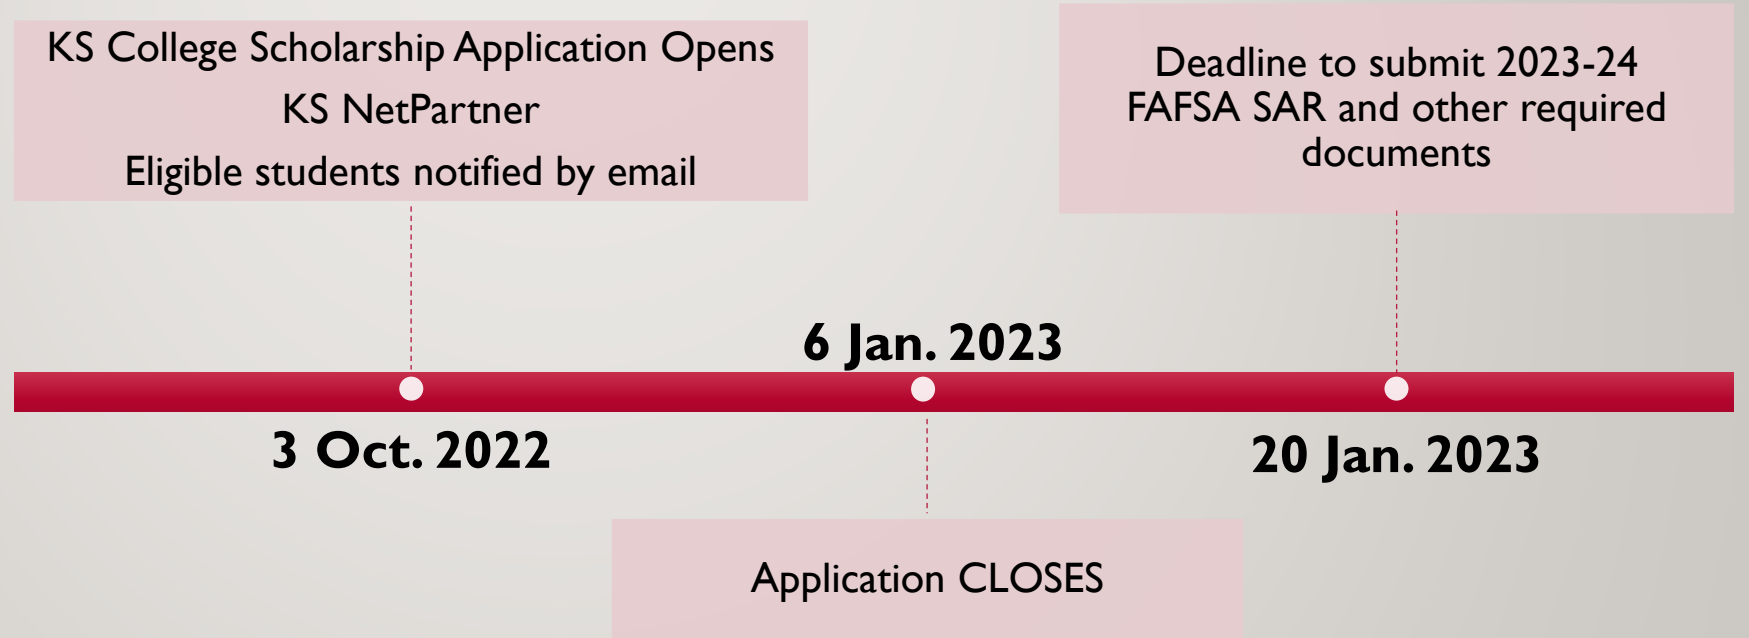 KS College Scholarship Application Opens
KS NetPartner
Eligible students notified by email
Deadline to submit 2023-24
FAFSA SAR and other required
documents
6 Jan. 2023
3 Oct. 2022
20 Jan. 2023
Application CLOSES